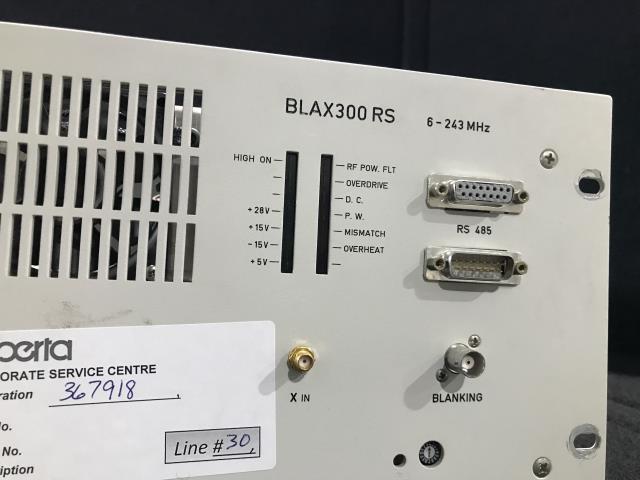 BLAX300 RS
6 – 243 MHz
HIGH ON
+ 28V
+ 15V
– 15V
+ 5V
RF POW. FLT
OVERDRIVE
D. C.
P. W.
MISMATCH
OVERHEAT
RS 485
X IN
BLANKING
berta
ORATE SERVICE CENTRE
ration 367918
No.
No.
Line #30
iption